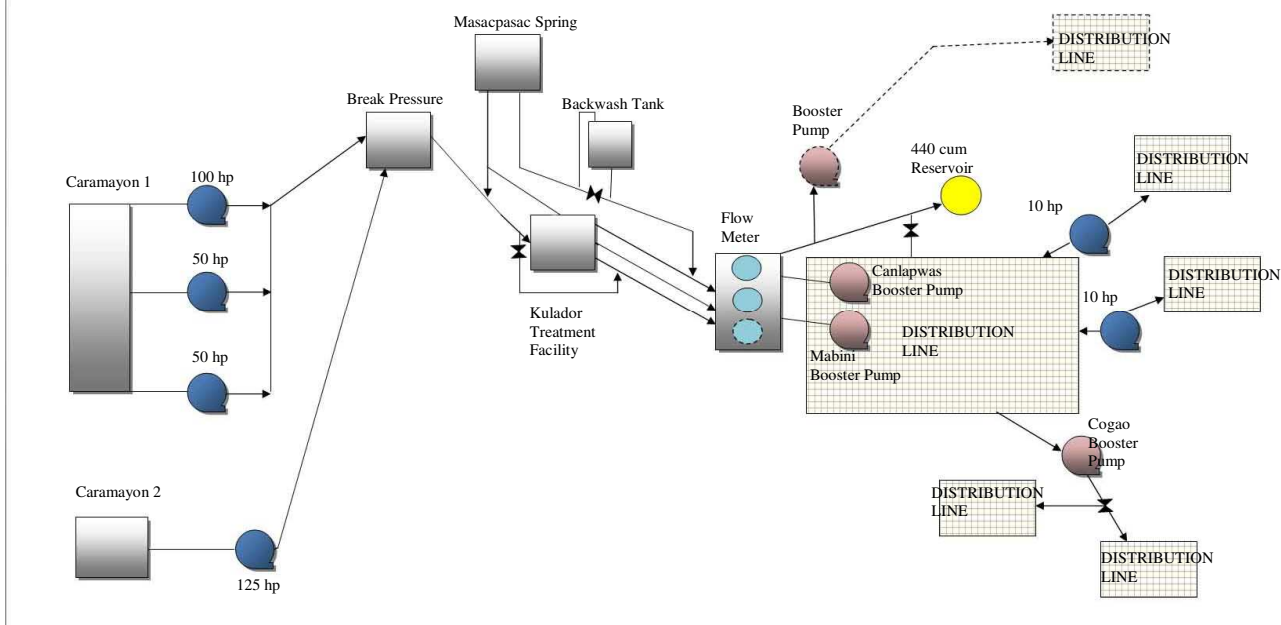 Masacpasac Spring
DISTRIBUTION
LINE
Break Pressure
Backwash Tank
Booster
Pump
440 cum
Reservoir
DISTRIBUTION
LINE
Caramayon 1
100 hp
10 hp
Flow
Meter
50 hp
Canlapwas
Booster Pump
DISTRIBUTION
LINE
10 hp
Kulador
Treatment
Facility
DISTRIBUTION
LINE
50 hp
Mabini
Booster Pump
Cogao
Booster
Pump
Caramayon 2
DISTRIBUTION
LINE
125 hp
DISTRIBUTION
LINE